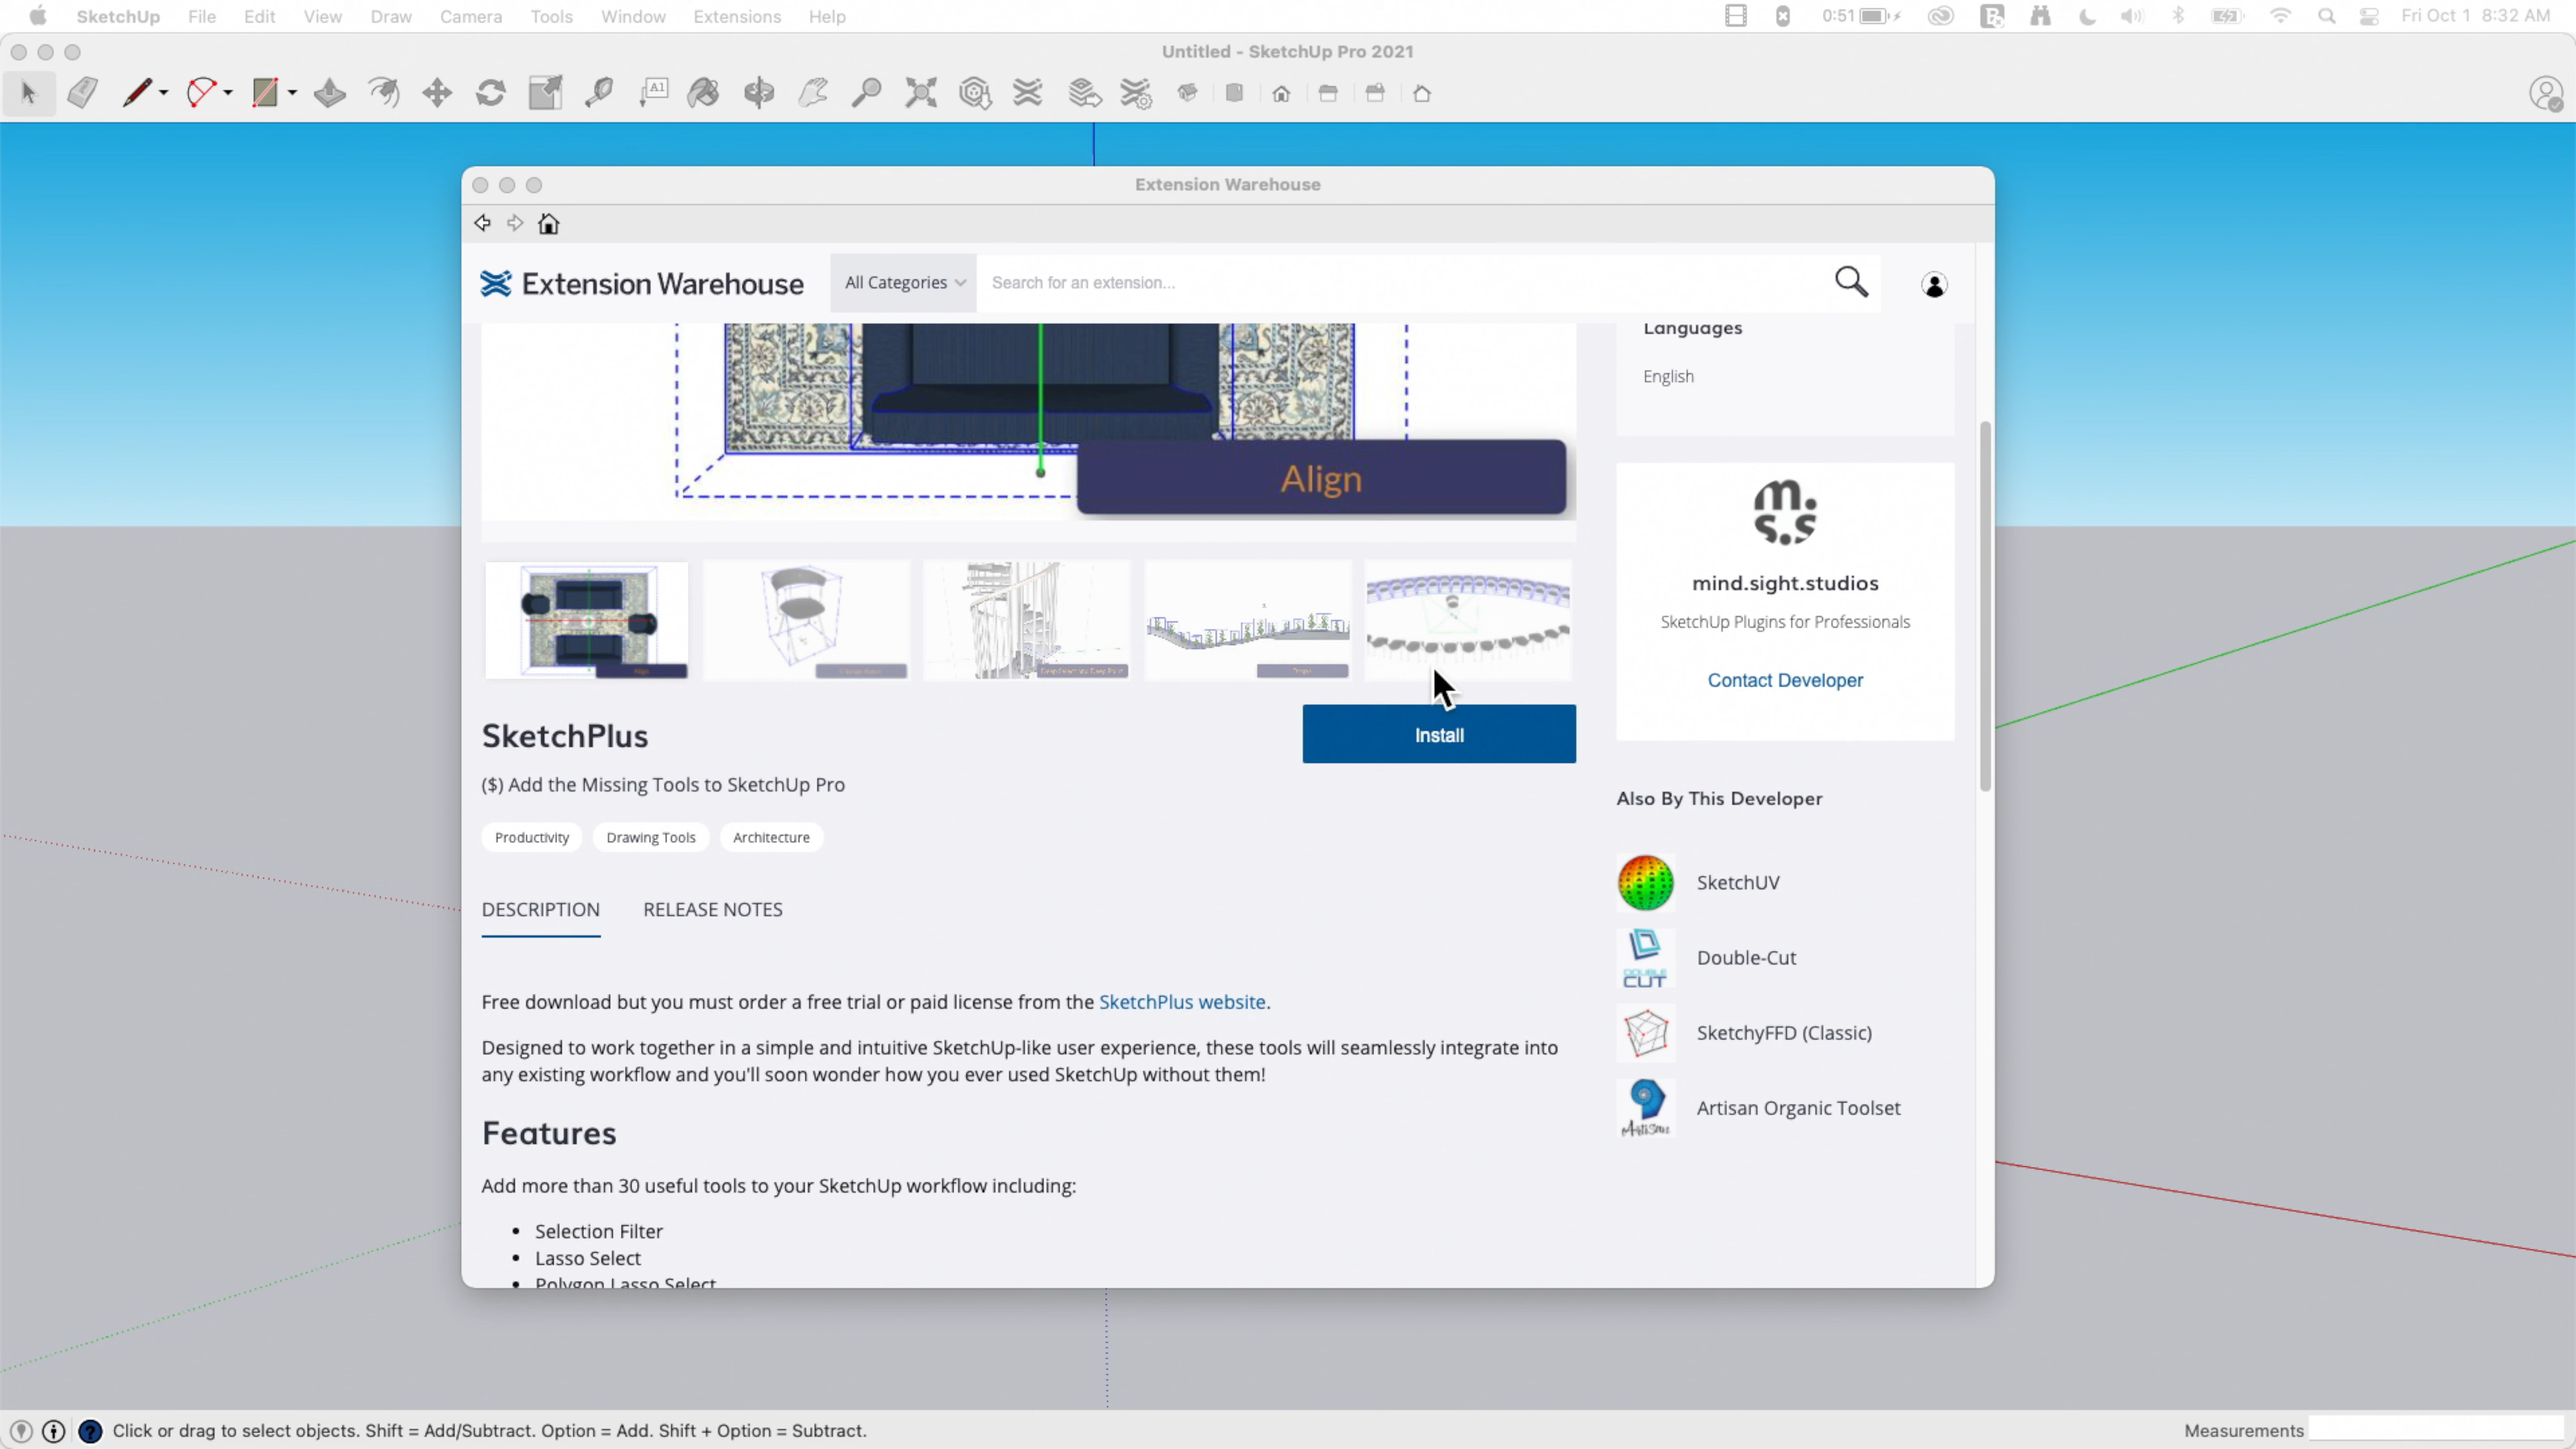 SketchUp File Edit View Draw Camera Tools Window Extensions Help 0:51 Fri Oct 1 8:32 AM
Untitled - SketchUp Pro 2021
A1
Extension Warehouse
Extension Warehouse All Categories Search for an extension...
Languages
English
Align
m.
s.s
mind.sight.studios
SketchUp Plugins for Professionals
Contact Developer
SketchPlus
Install
($) Add the Missing Tools to SketchUp Pro
Productivity Drawing Tools Architecture
Also By This Developer
SketchUV
DESCRIPTION RELEASE NOTES
Double-Cut
DOUBLE
CUT
Free download but you must order a free trial or paid license from the SketchPlus website.
SketchyFFD (Classic)
Designed to work together in a simple and intuitive SketchUp-like user experience, these tools will seamlessly integrate into
any existing workflow and you'll soon wonder how you ever used SketchUp without them!
Artisan Organic Toolset
Artisan
Features
Add more than 30 useful tools to your SketchUp workflow including:
• Selection Filter
• Lasso Select
• Polygon Lasso Select
Click or drag to select objects. Shift = Add/Subtract. Option = Add. Shift + Option = Subtract.
Measurements